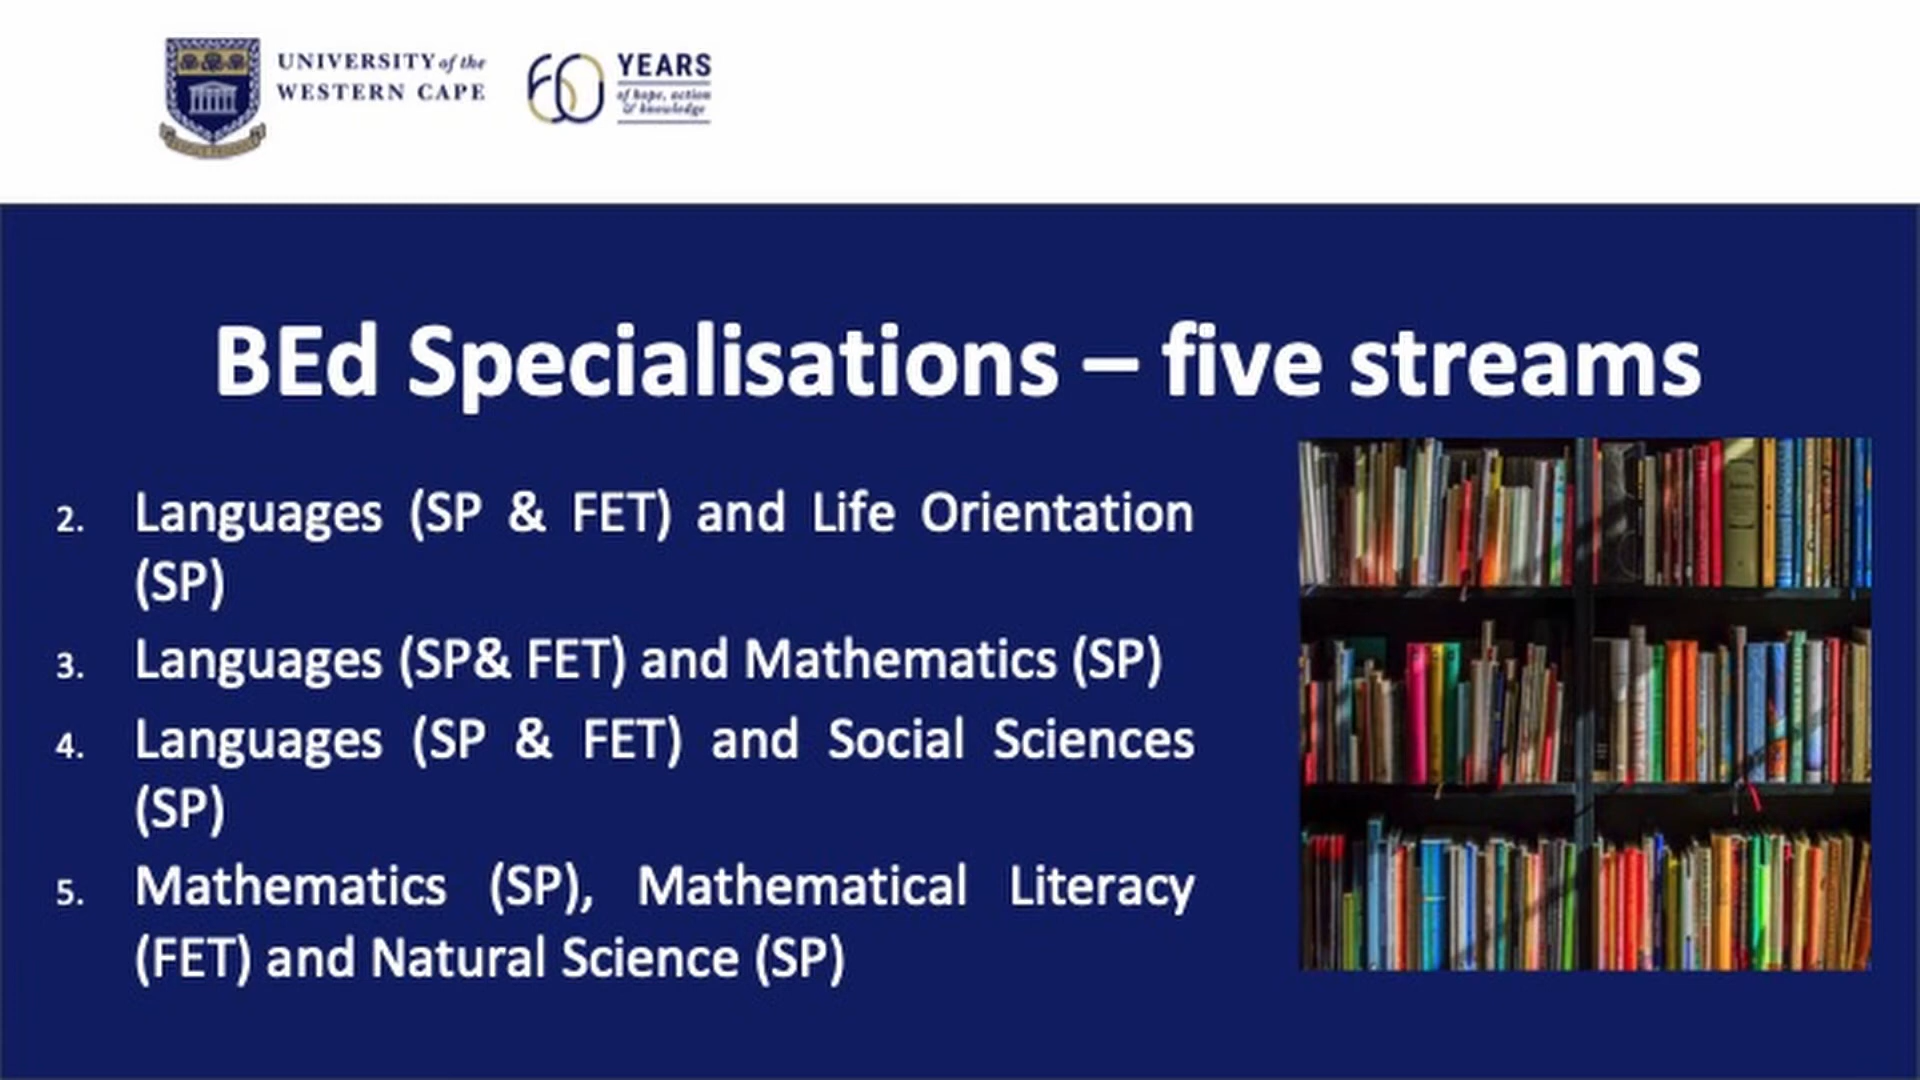 UNIVERSITY of the
WESTERN CAPE
60 YEARS
of hope, action
& knowledge
BEd Specialisations – five streams
2. Languages (SP & FET) and Life Orientation
(SP)
3. Languages (SP& FET) and Mathematics (SP)
4. Languages (SP & FET) and Social Sciences
(SP)
5. Mathematics (SP), Mathematical Literacy
(FET) and Natural Science (SP)